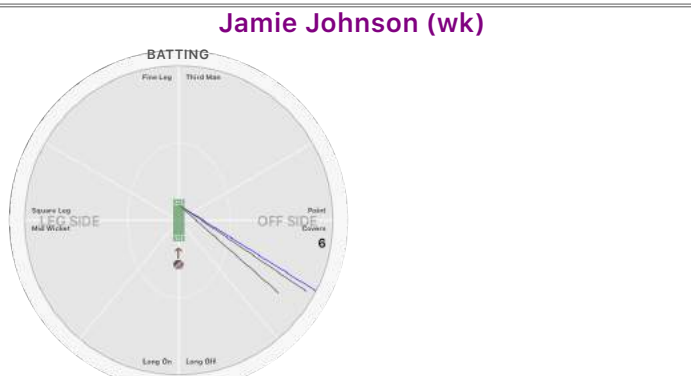 Jamie Johnson (wk)
BATTING
Fine Leg Third Man
Square Leg Point
LEG SIDE OFF SIDE
Mid Wicket Covers
6
Long On Long Off